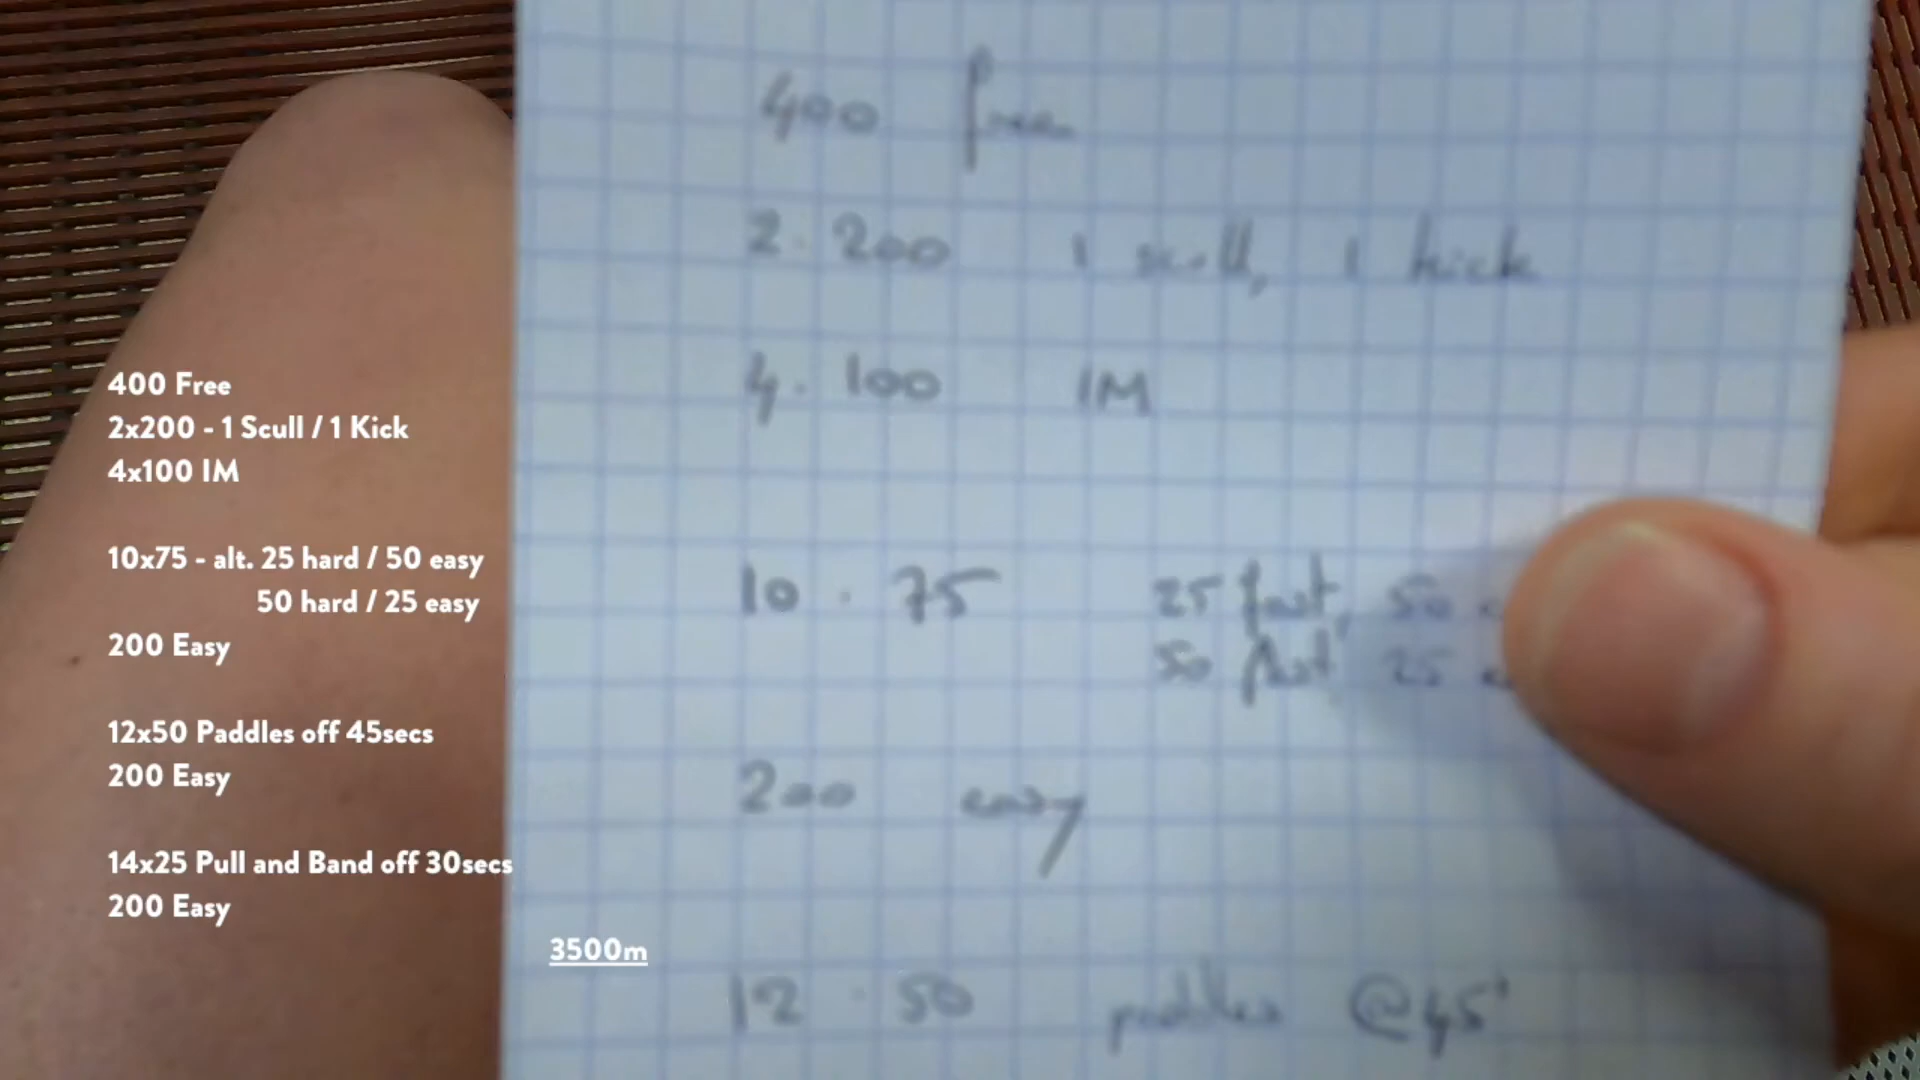 400 free
2 · 200 1 scull, 1 kick
4 · 100 IM
10 · 75 25 fast, 50
50 fast, 25
200 easy
12 · 50 paddles @45'
400 Free
2x200 - 1 Scull / 1 Kick
4x100 IM
10x75 - alt. 25 hard / 50 easy
50 hard / 25 easy
200 Easy
12x50 Paddles off 45secs
200 Easy
14x25 Pull and Band off 30secs
200 Easy
3500m